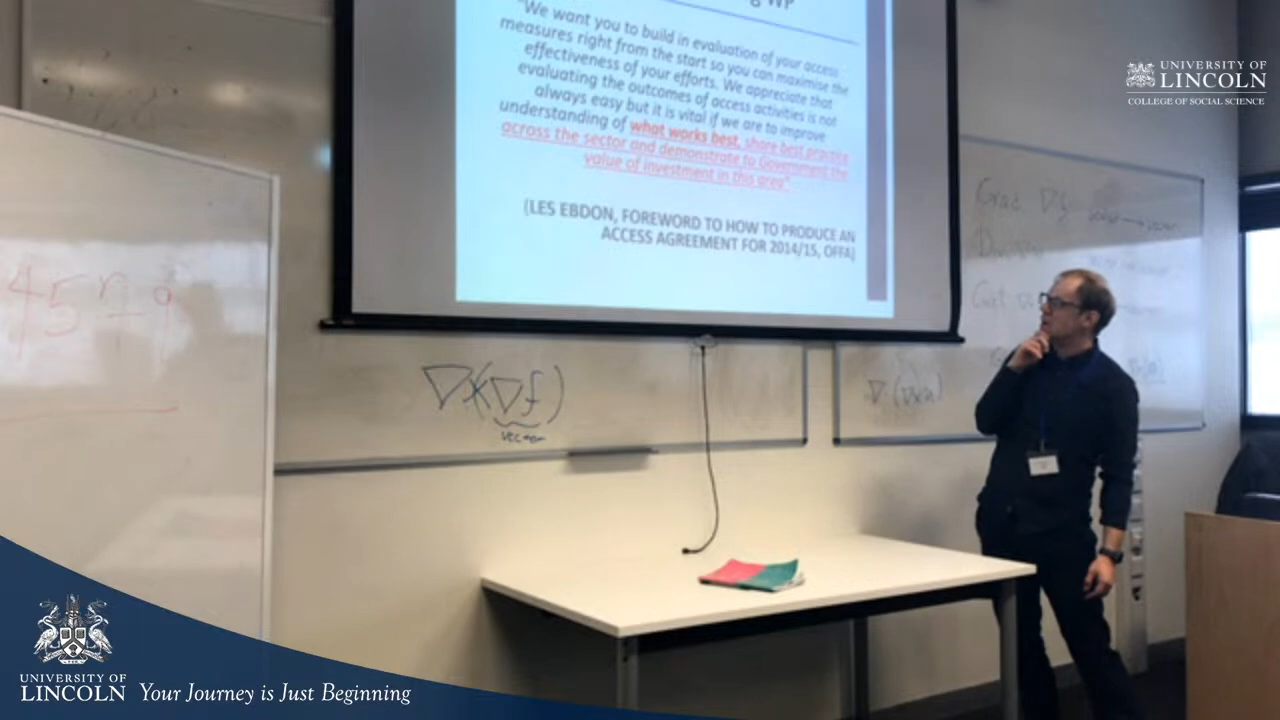 WP
"We want you to build in evaluation of your access
measures right from the start so you can maximise the
effectiveness of your efforts. We appreciate that
evaluating the outcomes of access activities is not
always easy but it is vital if we are to improve
understanding of what works best, share best practice
across the sector and demonstrate to Government the
value of investment in this area"
(LES EBDON, FOREWORD TO HOW TO PRODUCE AN
ACCESS AGREEMENT FOR 2014/15, OFFA)
UNIVERSITY OF
LINCOLN
COLLEGE OF SOCIAL SCIENCE
Grad ∇f
∇×(∇f)
vector
UNIVERSITY OF
LINCOLN
Your Journey is Just Beginning